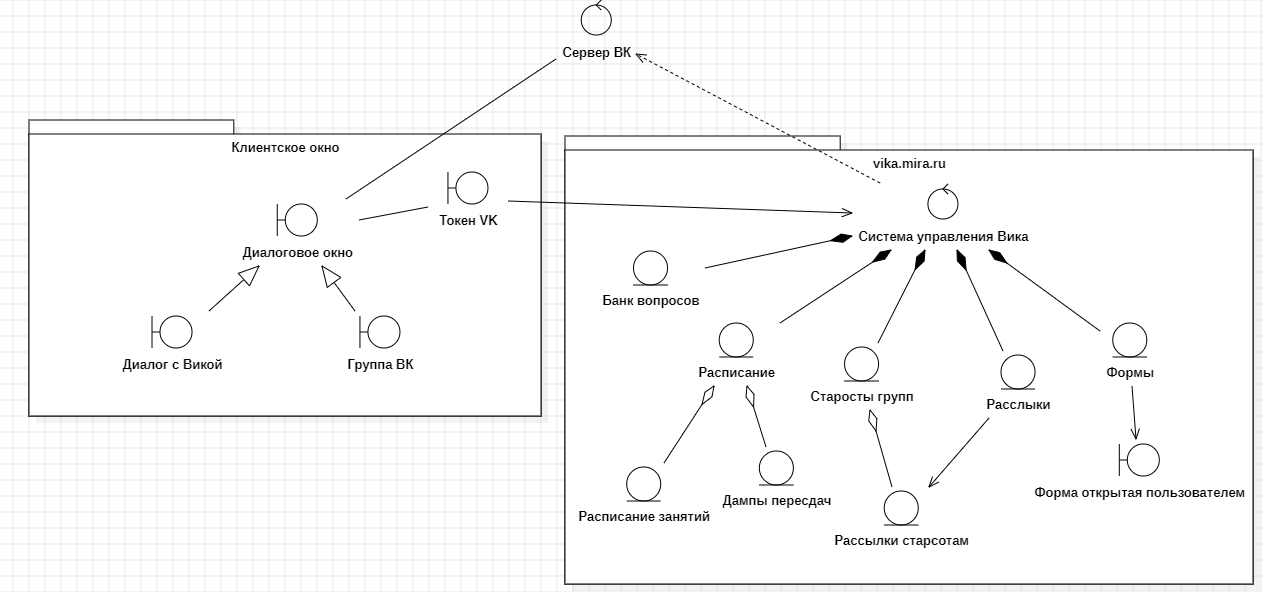 Сервер ВК
Клиентское окно
vika.mira.ru
Токен VK
Диалоговое окно
Система управления Вика
Банк вопросов
Диалог с Викой
Группа ВК
Расписание
Старосты групп
Расслыки
Формы
Расписание занятий
Дампы пересдач
Форма открытая пользователем
Рассылки старсотам